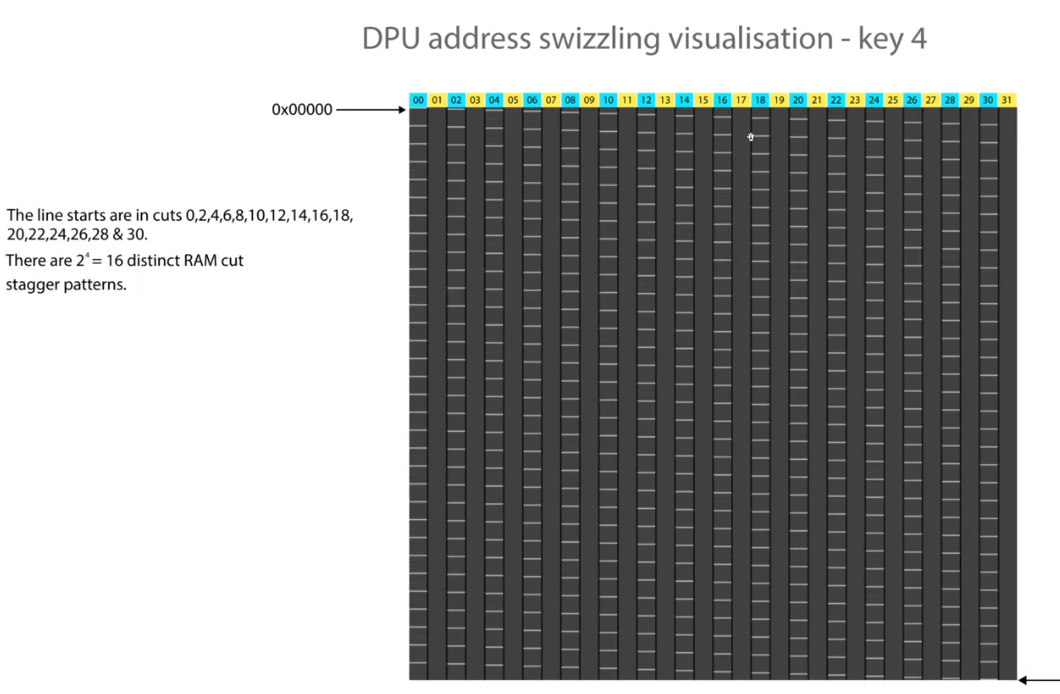 DPU address swizzling visualisation - key 4
00 01 02 03 04 05 06 07 08 09 10 11 12 13 14 15 16 17 18 19 20 21 22 23 24 25 26 27 28 29 30 31
0x00000
The line starts are in cuts 0,2,4,6,8,10,12,14,16,18,
20,22,24,26,28 & 30.
There are 2⁴ = 16 distinct RAM cut
stagger patterns.